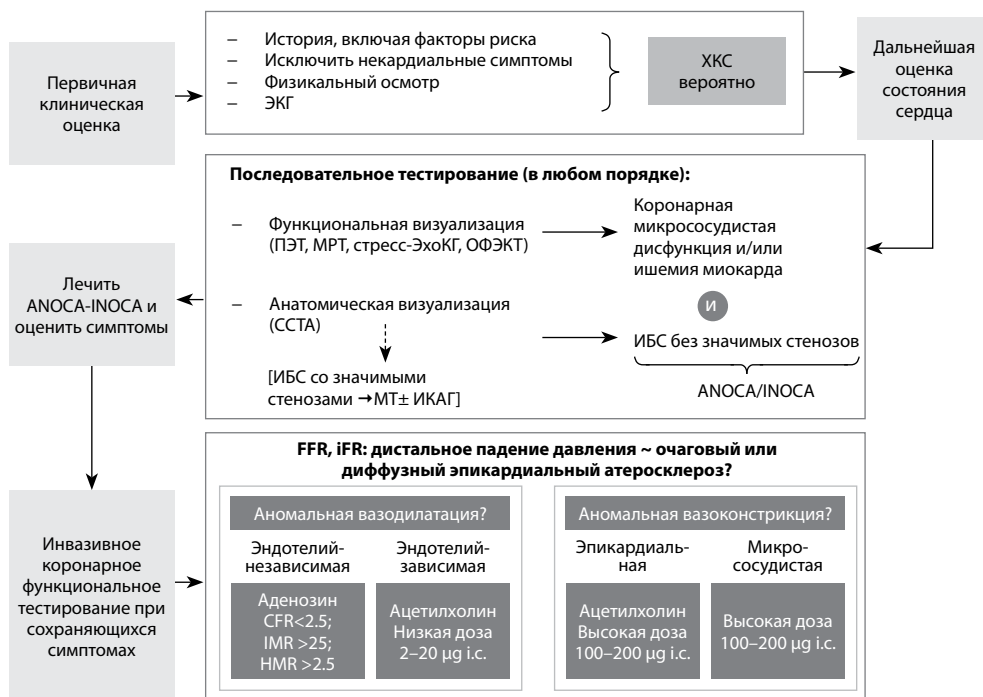 Первичная
клиническая
оценка
– История, включая факторы риска
– Исключить некардиальные симптомы
– Физикальный осмотр
– ЭКГ
ХКС
вероятно
Дальнейшая
оценка
состояния
сердца
Последовательное тестирование (в любом порядке):
– Функциональная визуализация
(ПЭТ, МРТ, стресс-ЭхоКГ, ОФЭКТ)
Коронарная
микрососудистая
дисфункция и/или
ишемия миокарда
И
– Анатомическая визуализация
(ССТА)
ИБС без значимых стенозов
ANOCA/INOCA
[ИБС со значимыми
стенозами →МТ± ИКАГ]
Лечить
ANOCA-INOCA и
оценить симптомы
Инвазивное
коронарное
функциональное
тестирование при
сохраняющихся
симптомах
FFR, iFR: дистальное падение давления ~ очаговый или
диффузный эпикардиальный атеросклероз?
Аномальная вазодилатация?
Эндотелий-
независимая
Аденозин
CFR<2.5;
IMR >25;
HMR >2.5
Эндотелий-
зависимая
Ацетилхолин
Низкая доза
2–20 µg i.c.
Аномальная вазоконстрикция?
Эпикардиаль-
ная
Ацетилхолин
Высокая доза
100–200 µg i.c.
Микро-
сосудистая
Высокая доза
100–200 µg i.c.